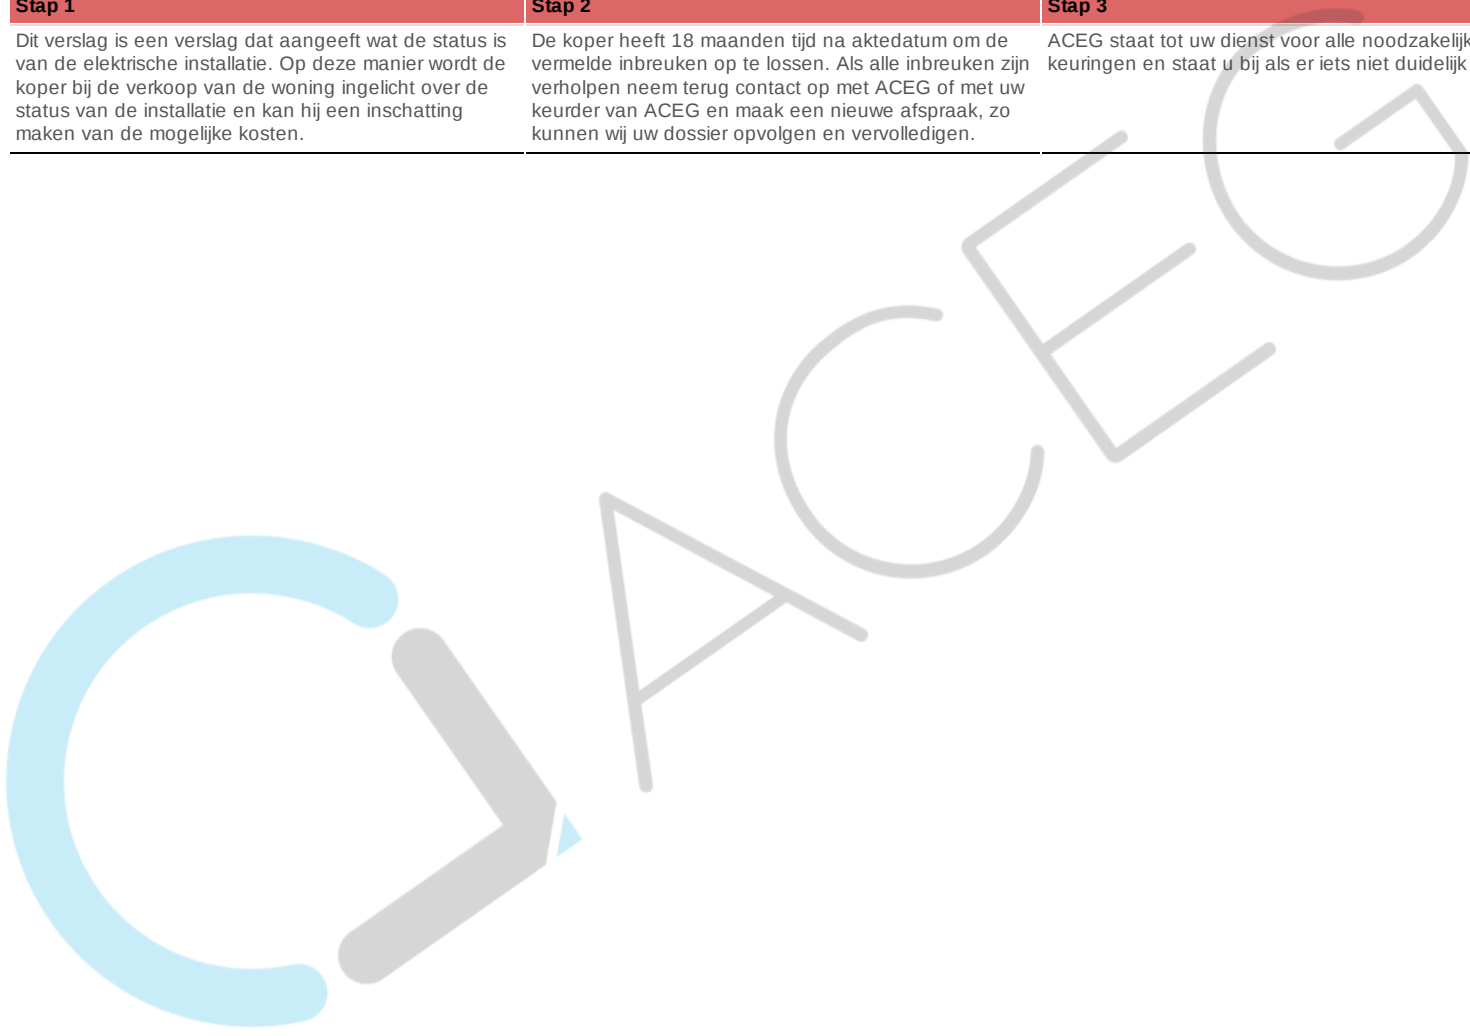 Stap 1
Dit verslag is een verslag dat aangeeft wat de status is
van de elektrische installatie. Op deze manier wordt de
koper bij de verkoop van de woning ingelicht over de
status van de installatie en kan hij een inschatting
maken van de mogelijke kosten.
Stap 2
De koper heeft 18 maanden tijd na aktedatum om de
vermelde inbreuken op te lossen. Als alle inbreuken zijn
verholpen neem terug contact op met ACEG of met uw
keurder van ACEG en maak een nieuwe afspraak, zo
kunnen wij uw dossier opvolgen en vervolledigen.
Stap 3
ACEG staat tot uw dienst voor alle
keuringen en staat u bij als er iets niet duidelijk
ACEG